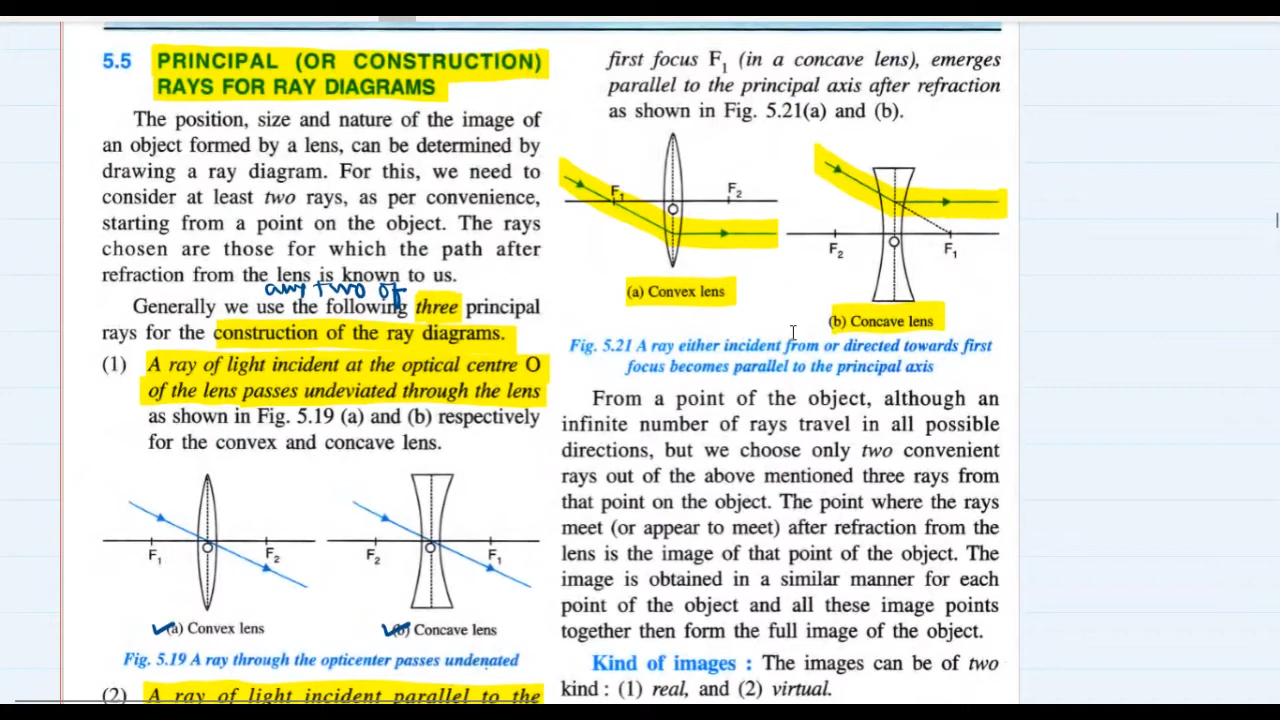 5.5 PRINCIPAL (OR CONSTRUCTION)
RAYS FOR RAY DIAGRAMS
The position, size and nature of the image of
an object formed by a lens, can be determined by
drawing a ray diagram. For this, we need to
consider at least two rays, as per convenience,
starting from a point on the object. The rays
chosen are those for which the path after
refraction from the lens is known to us.
any two of
Generally we use the following three principal
rays for the construction of the ray diagrams.
(1) A ray of light incident at the optical centre O
of the lens passes undeviated through the lens
as shown in Fig. 5.19 (a) and (b) respectively
for the convex and concave lens.
F₁ O F₂
F₂ O F₁
(a) Convex lens (b) Concave lens
Fig. 5.19 A ray through the opticenter passes undenated
(2) A ray of light incident parallel to the
first focus F₁ (in a concave lens), emerges
parallel to the principal axis after refraction
as shown in Fig. 5.21(a) and (b).
F₁ O F₂
F₂ O F₁
(a) Convex lens
(b) Concave lens
Fig. 5.21 A ray either incident from or directed towards first
focus becomes parallel to the principal axis
From a point of the object, although an
infinite number of rays travel in all possible
directions, but we choose only two convenient
rays out of the above mentioned three rays from
that point on the object. The point where the rays
meet (or appear to meet) after refraction from the
lens is the image of that point of the object. The
image is obtained in a similar manner for each
point of the object and all these image points
together then form the full image of the object.
Kind of images : The images can be of two
kind : (1) real, and (2) virtual.